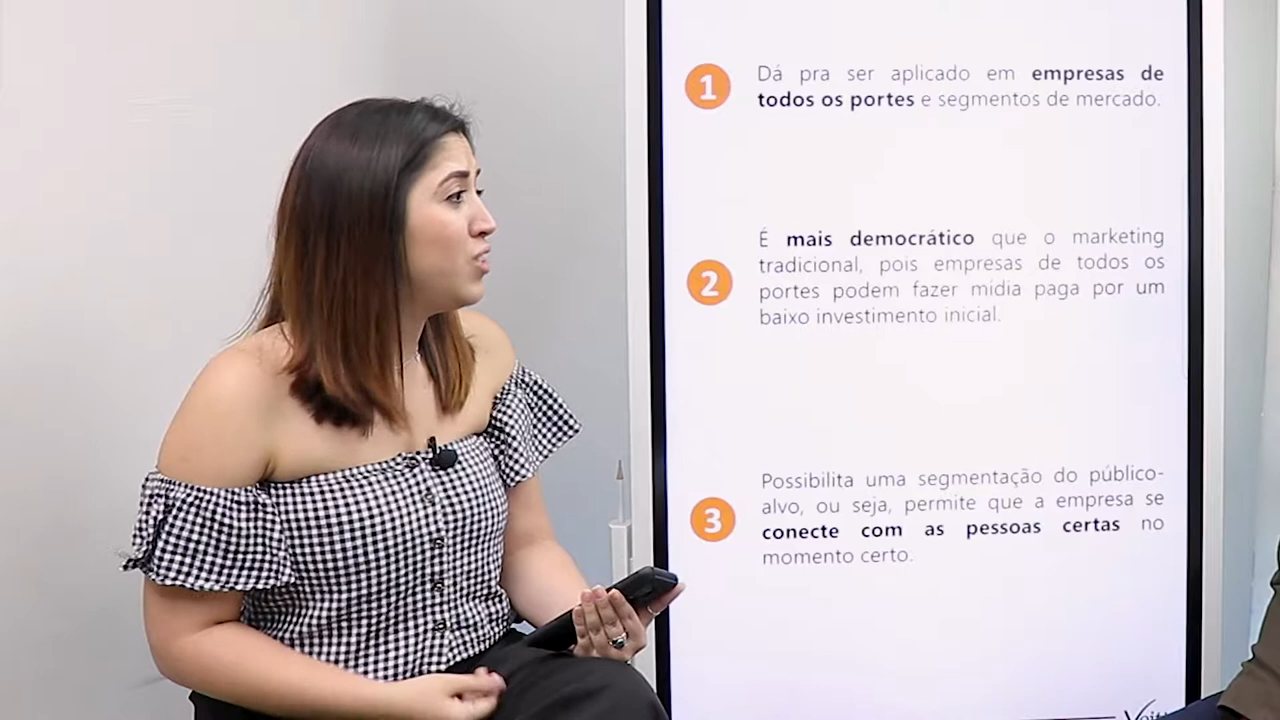 1
Dá pra ser aplicado em empresas de
todos os portes e segmentos de mercado.
2
É mais democrático que o marketing
tradicional, pois empresas de todos os
portes podem fazer mídia paga por um
baixo investimento inicial.
3
Possibilita uma segmentação do público-
alvo, ou seja, permite que a empresa se
conecte com as pessoas certas no
momento certo.